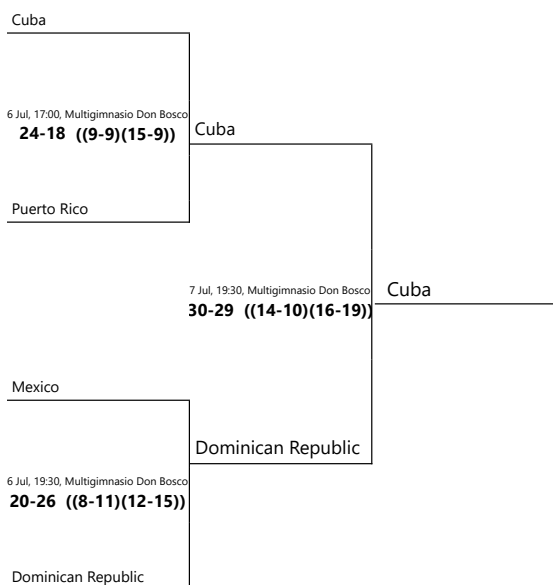 Cuba
6 Jul, 17:00, Multigimnasio Don Bosco
24-18 ((9-9)(15-9))
Cuba
Puerto Rico
7 Jul, 19:30, Multigimnasio Don Bosco
30-29 ((14-10)(16-19))
Cuba
Mexico
Dominican Republic
6 Jul, 19:30, Multigimnasio Don Bosco
20-26 ((8-11)(12-15))
Dominican Republic